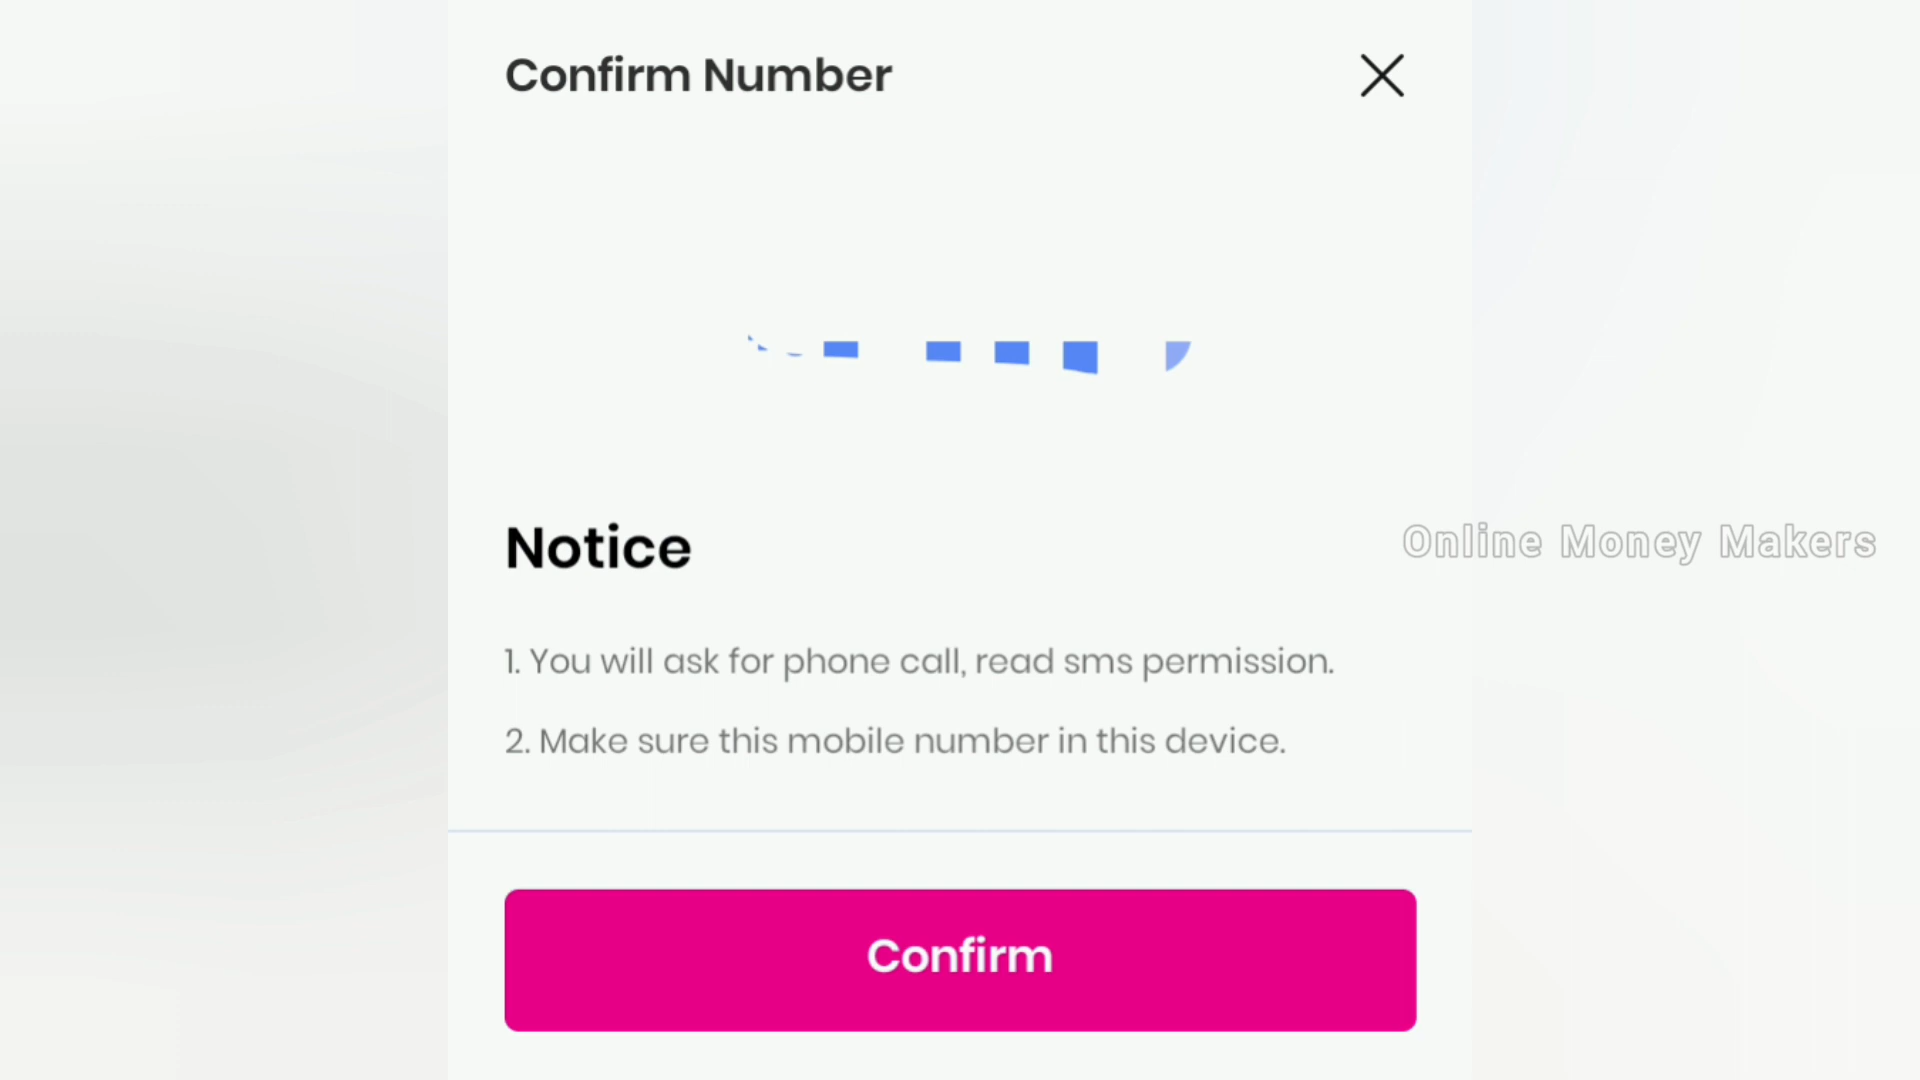 Confirm Number
Notice
Online Money Makers
1. You will ask for phone call, read sms permission.
2. Make sure this mobile number in this device.
Confirm